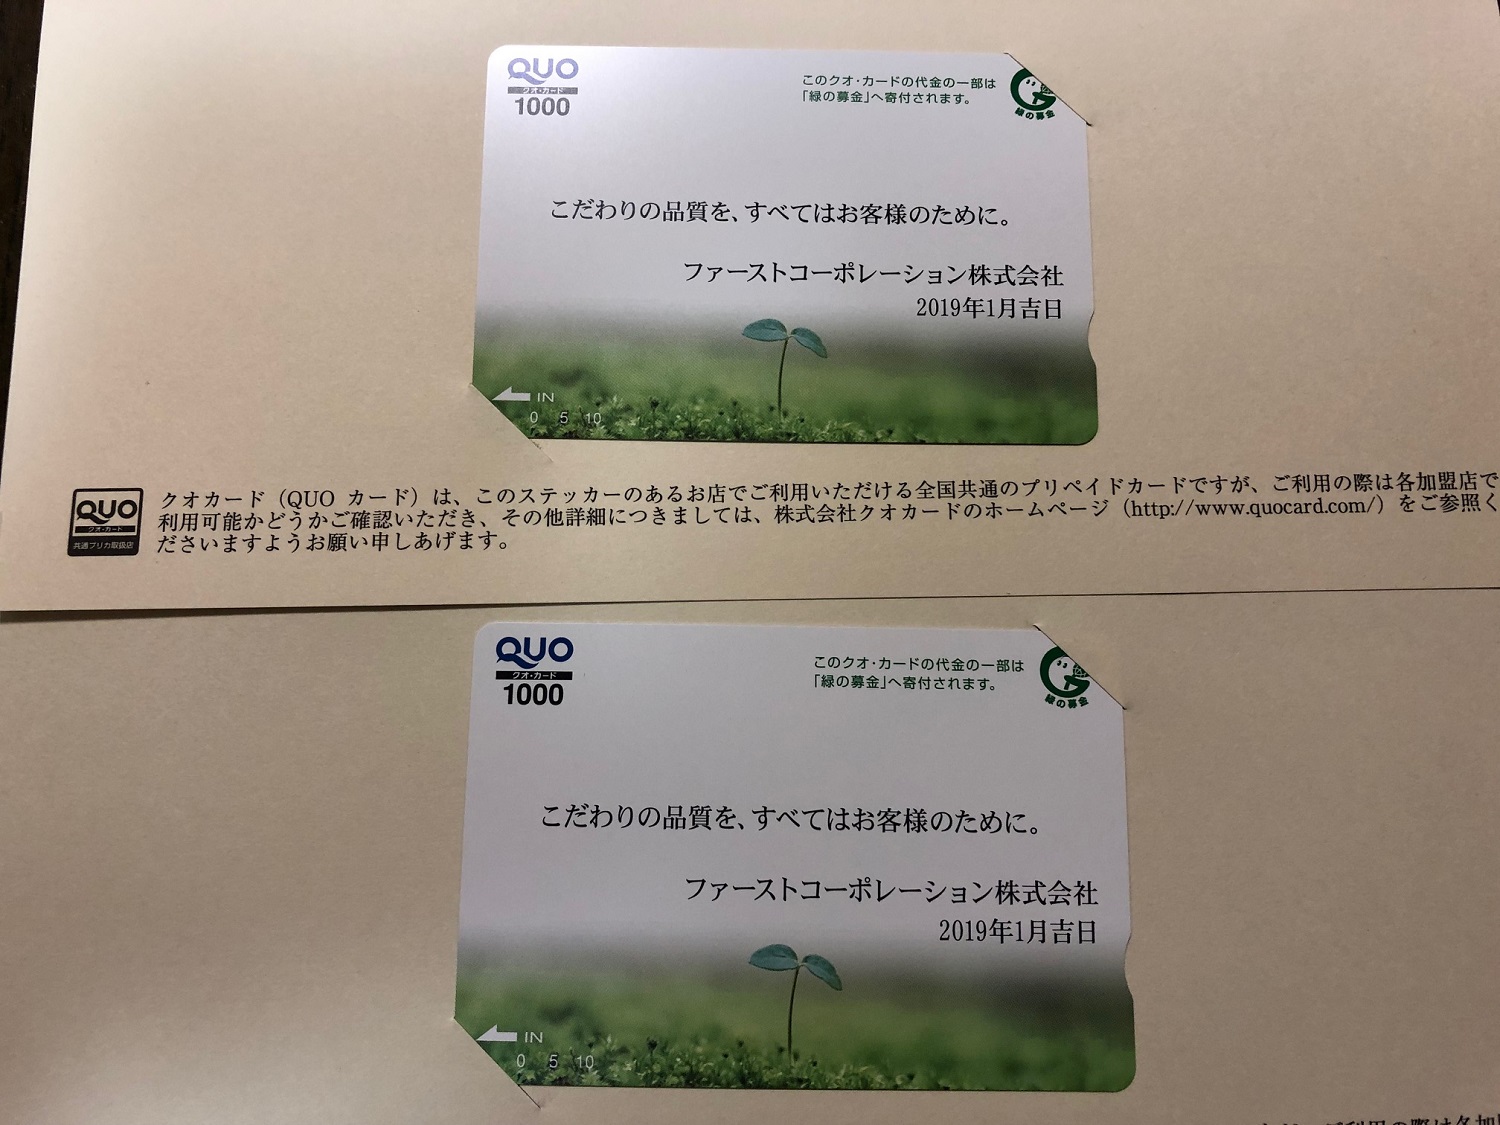 QUO
クオ・カード
1000
このクオ・カードの代金の一部は
「緑の募金」へ寄付されます。
緑の募金
こだわりの品質を、すべてはお客様のために。
ファーストコーポレーション株式会社
2019年1月吉日
IN
0 5 10
QUO
クオ・カード
共通プリカ取扱店
クオカード（QUO カード）は、このステッカーのあるお店でご利用いただける全国共通のプリペイドカードですが、ご利用の際は各加盟店で
利用可能かどうかご確認いただき、その他詳細につきましては、株式会社クオカードのホームページ（http://www.quocard.com/）をご参照く
ださいますようお願い申しあげます。
QUO
クオ・カード
1000
このクオ・カードの代金の一部は
「緑の募金」へ寄付されます。
緑の募金
こだわりの品質を、すべてはお客様のために。
ファーストコーポレーション株式会社
2019年1月吉日
IN
0 5 10
ご利用の際は各加